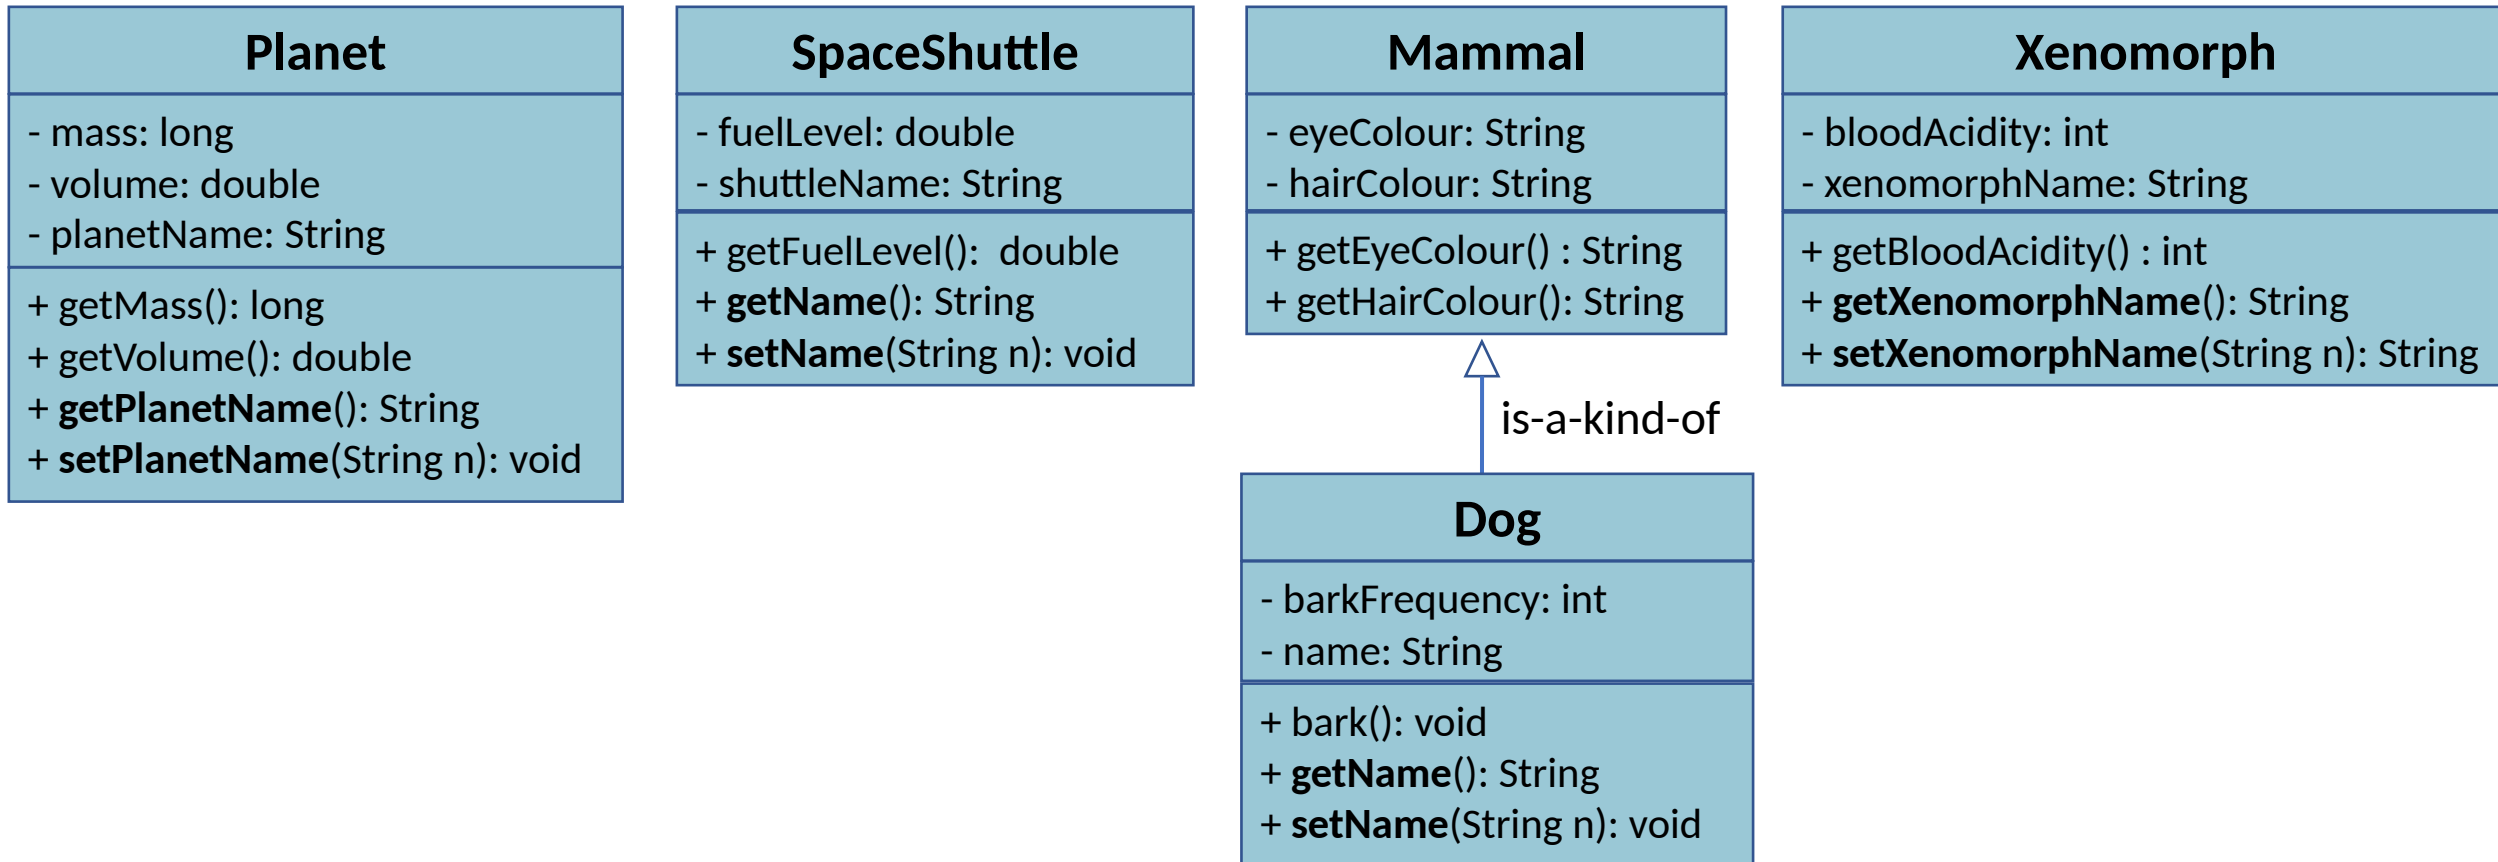 Planet
- mass: long
- volume: double
- planetName: String
+ getMass(): long
+ getVolume(): double
+ getPlanetName(): String
+ setPlanetName(String n): void
SpaceShuttle
- fuelLevel: double
- shuttleName: String
+ getFuelLevel():  double
+ getName(): String
+ setName(String n): void
Mammal
- eyeColour: String
- hairColour: String
+ getEyeColour() : String
+ getHairColour(): String
is-a-kind-of
Dog
- barkFrequency: int
- name: String
+ bark(): void
+ getName(): String
+ setName(String n): void
Xenomorph
- bloodAcidity: int
- xenomorphName: String
+ getBloodAcidity() : int
+ getXenomorphName(): String
+ setXenomorphName(String n): String